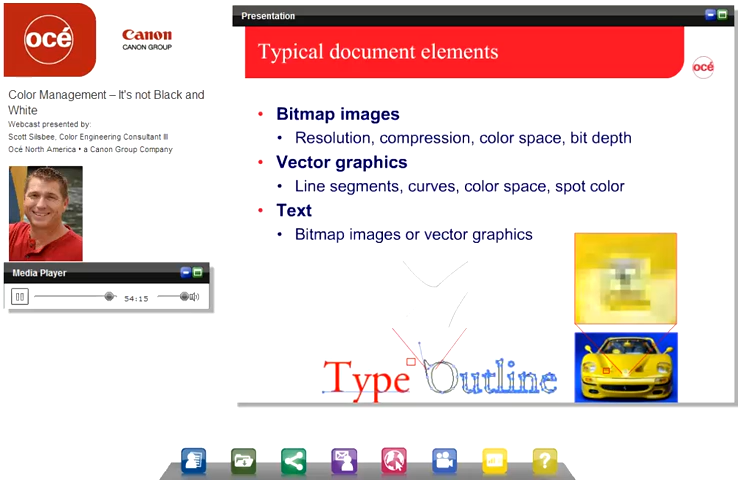 océ
Canon
CANON GROUP
Color Management – It's not Black and
White
Webcast presented by:
Scott Silsbee, Color Engineering Consultant III
Océ North America • a Canon Group Company
Media Player
54:15
Presentation
Typical document elements
océ
• Bitmap images
• Resolution, compression, color space, bit depth
• Vector graphics
• Line segments, curves, color space, spot color
• Text
• Bitmap images or vector graphics
Type Outline
?